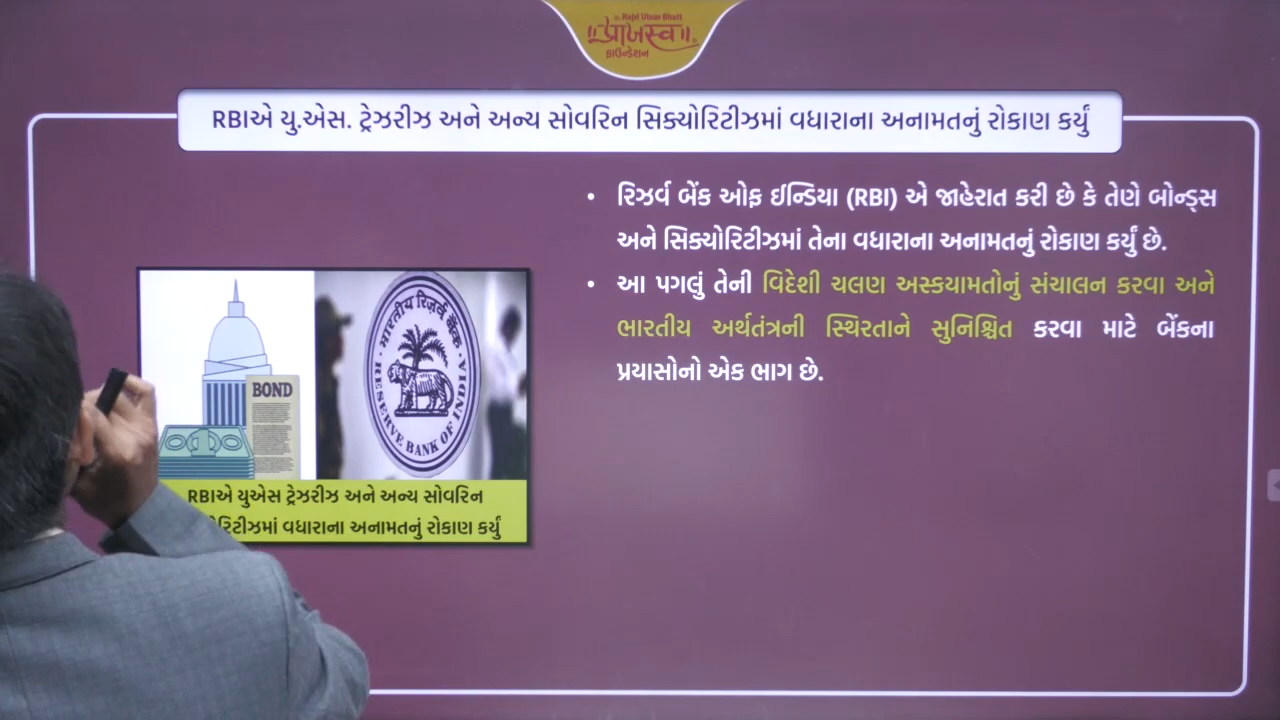 Rajal Utsav Bhatt
ફાઉન્ડેશન
RBIએ યુ.એસ. ટ્રેઝરીઝ અને અન્ય સોવરિન સિક્યોરિટીઝમાં વધારાના અનામતનું રોકાણ કર્યું
• રિઝર્વ બેંક ઓફ ઈન્ડિયા (RBI) એ જાહેરાત કરી છે કે તેણે બોન્ડ્સ
અને સિક્યોરિટીઝમાં તેના વધારાના અનામતનું રોકાણ કર્યું છે.
• આ પગલું તેની વિદેશી ચલણ અસ્કયામતોનું સંચાલન કરવા અને
ભારતીય અર્થતંત્રની સ્થિરતાને સુનિશ્ચિત કરવા માટે બેંકના
પ્રયાસોનો એક ભાગ છે.
BOND
भारतीय रिज़र्व बैंक
RESERVE BANK OF INDIA
RBIએ યુએસ ટ્રેઝરીઝ અને અન્ય સોવરિન
રિટીઝમાં વધારાના અનામતનું રોકાણ કર્યું